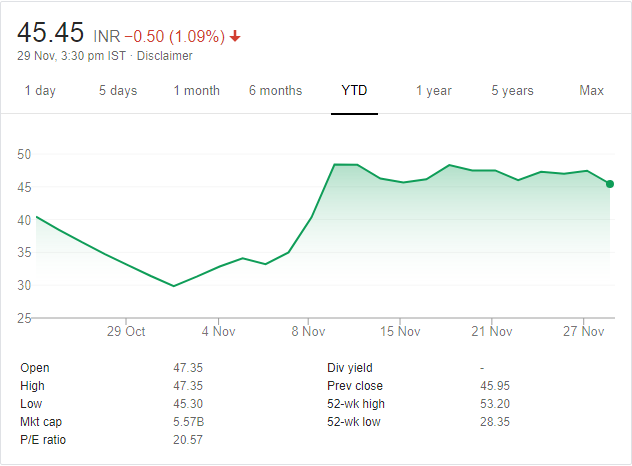 45.45 INR −0.50 (1.09%)
29 Nov, 3:30 pm IST · Disclaimer
1 day 5 days 1 month 6 months YTD 1 year 5 years Max
50
45
40
35
30
25
29 Oct 4 Nov 8 Nov 15 Nov 21 Nov 27 Nov
Open 47.35 Div yield -
High 47.35 Prev close 45.95
Low 45.30 52-wk high 53.20
Mkt cap 5.57B 52-wk low 28.35
P/E ratio 20.57